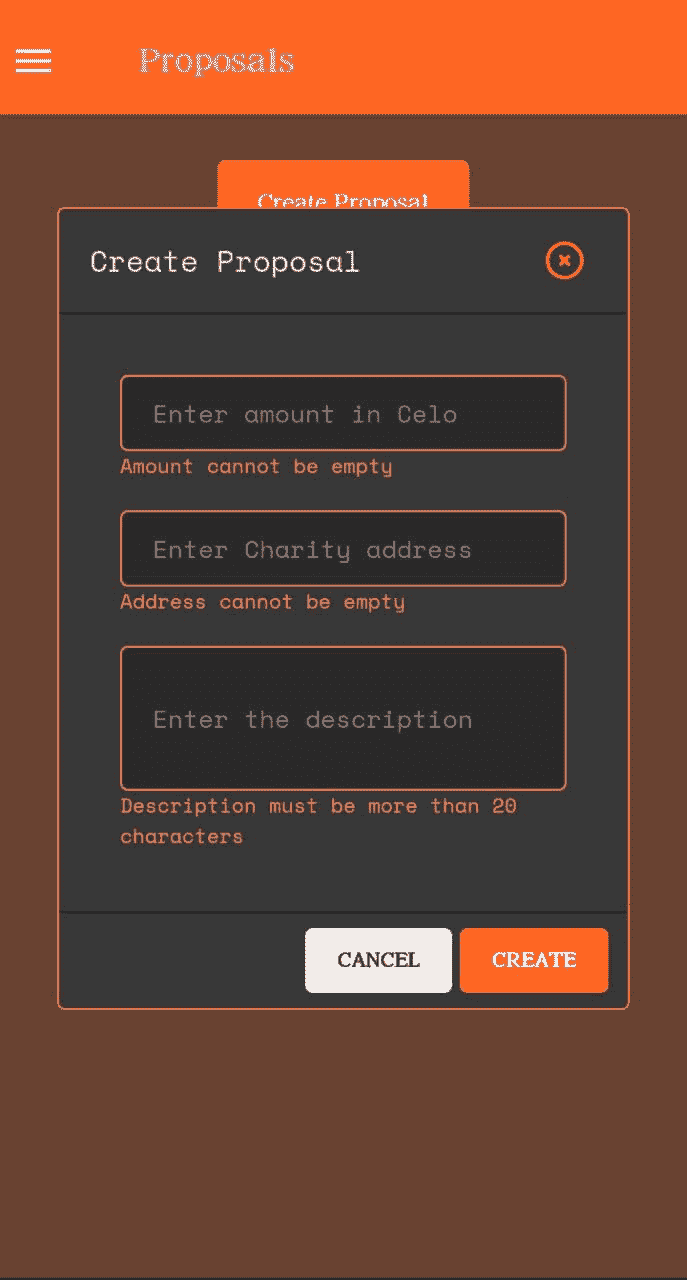 Proposals
Create Proposal
Create Proposal
Enter amount in Celo
Amount cannot be empty
Enter Charity address
Address cannot be empty
Enter the description
Description must be more than 20
characters
CANCEL
CREATE